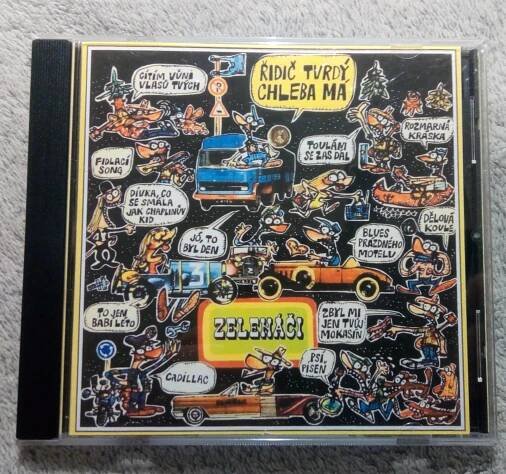 CÍTÍM VŮNI
VLASŮ TVÝCH
ŘIDIČ TVRDÝ
CHLEBA MÁ
TOULÁM
SE ZAS DÁL
ROZMARNÁ
KRÁSKA
FIDLACÍ
SONG
DÍVKA, CO
SE SMÁLA
JAK CHAPLINŮV
KID
JÓ, TO
BYL DEN
BLUES
PRÁZDNÉHO
MOTELU
DĚLOVÁ
KOULE
3
TO JEN
BABÍ LÉTO
ZELENÁČI
ZBYL MI
JEN TVŮJ
MOKASÍN
CADILLAC
PSÍ
PÍSEŇ